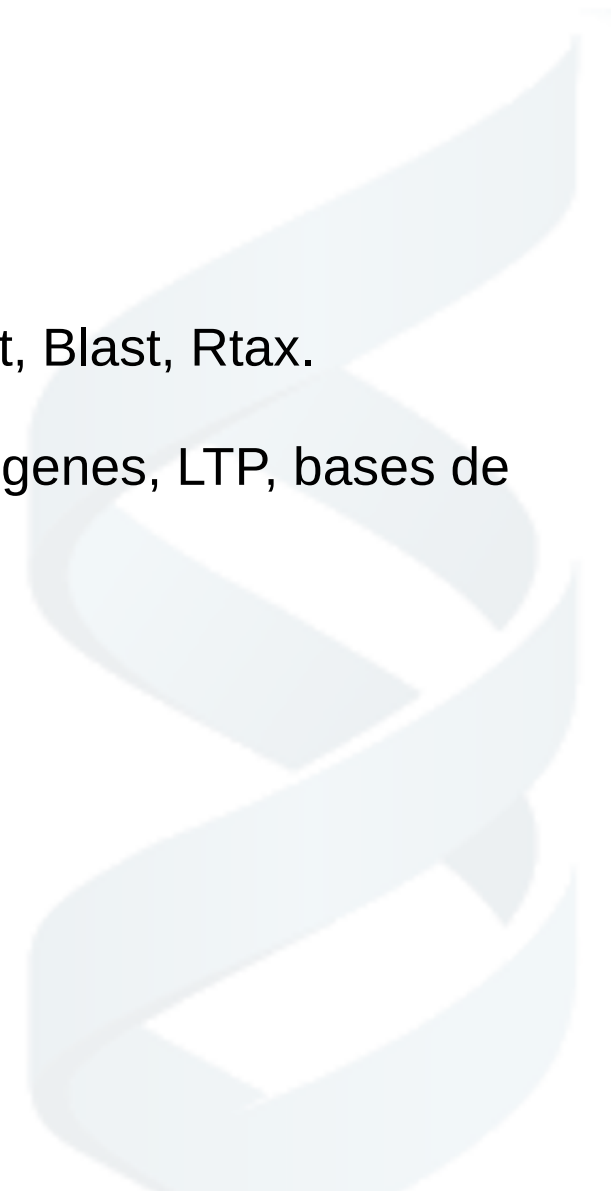 t, Blast, Rtax.
genes, LTP, bases de